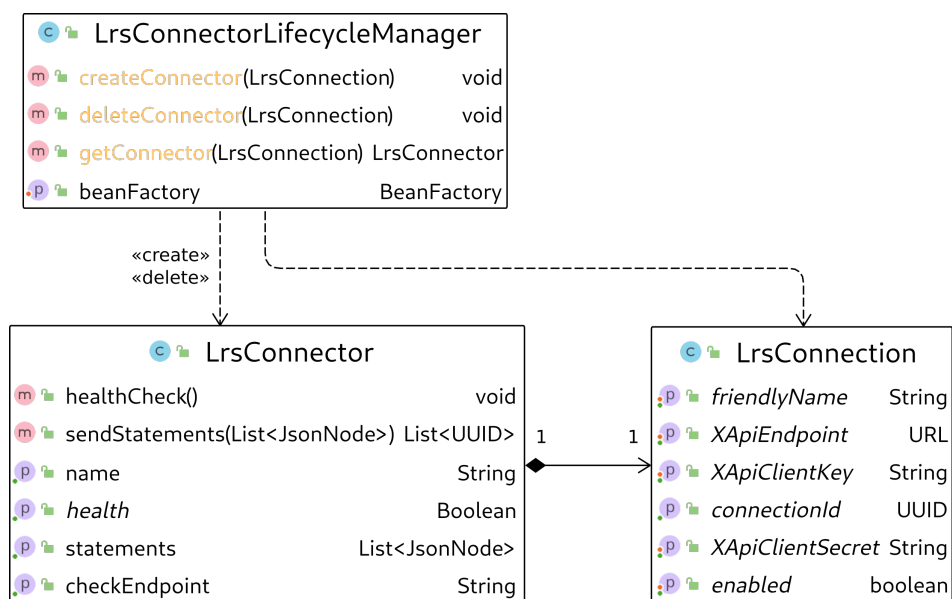 C LrsConnectorLifecycleManager
m createConnector(LrsConnection) void
m deleteConnector(LrsConnection) void
m getConnector(LrsConnection) LrsConnector
p beanFactory BeanFactory
«create»
«delete»
C LrsConnector
m healthCheck() void
m sendStatements(List<JsonNode>) List<UUID>
p name String
p health Boolean
p statements List<JsonNode>
p checkEndpoint String
1 1
C LrsConnection
p friendlyName String
p XApiEndpoint URL
p XApiClientKey String
p connectionId UUID
p XApiClientSecret String
p enabled boolean